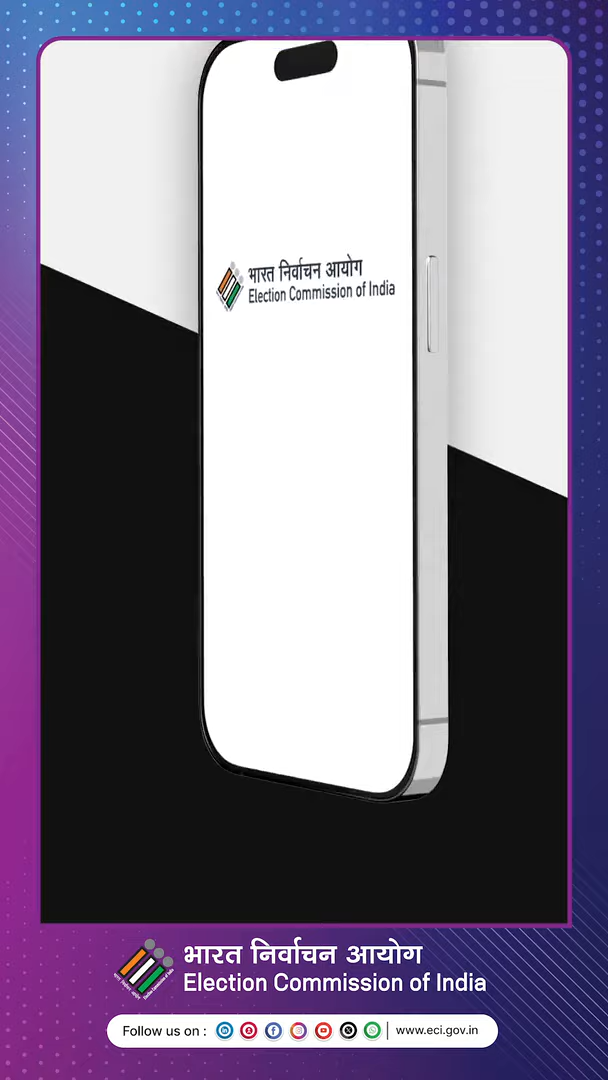 भारत निर्वाचन आयोग
Election Commission of India
भारत निर्वाचन आयोग
Election Commission of India
Follow us on :
www.eci.gov.in